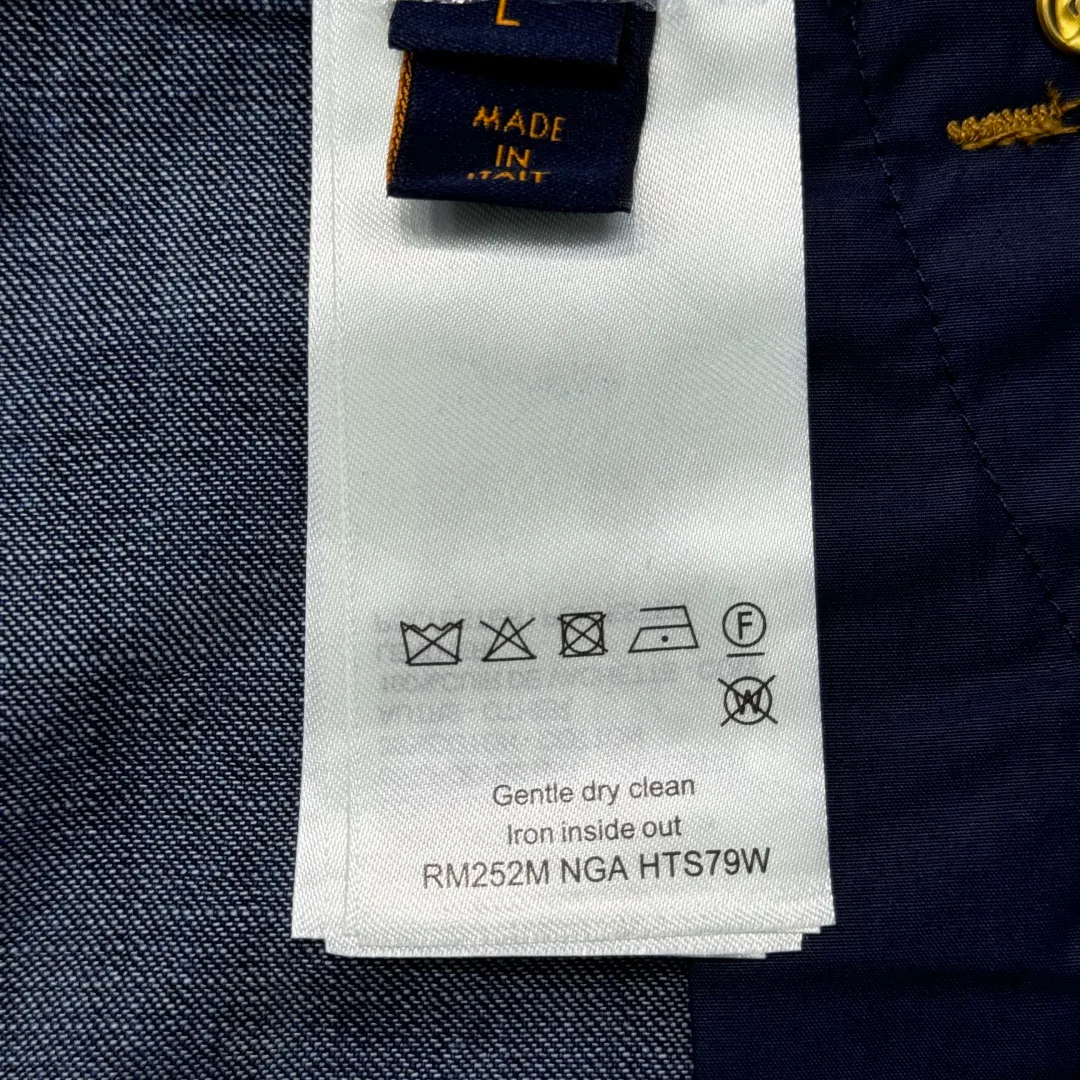 L
MADE
IN
F
W
Gentle dry clean
Iron inside out
RM252M NGA HTS79W